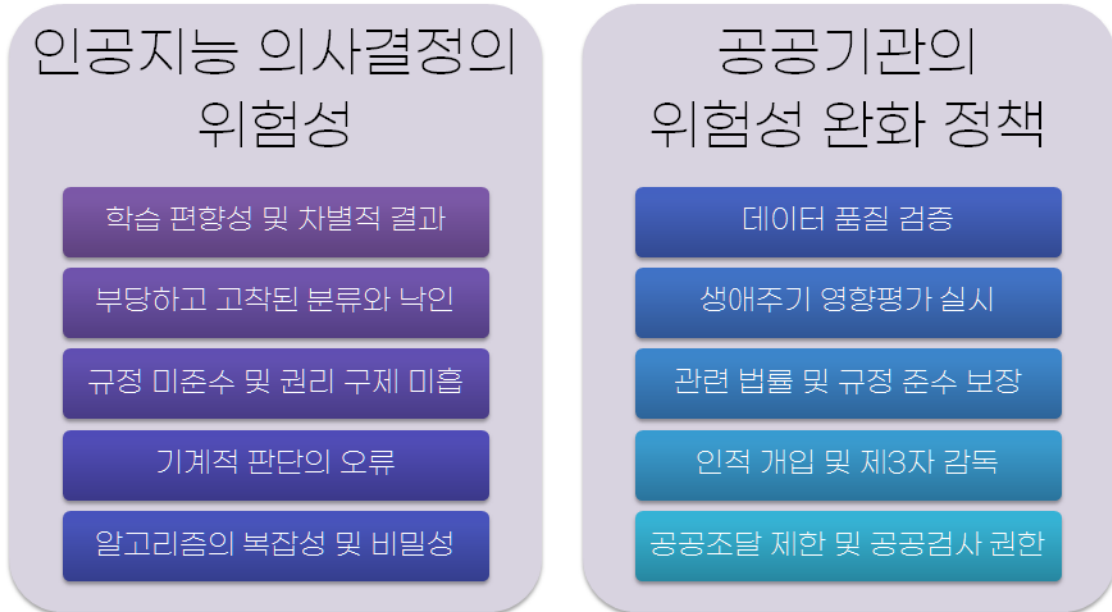 인공지능 의사결정의
위험성
학습 편향성 및 차별적 결과
부당하고 고착된 분류와 낙인
규정 미준수 및 권리 구제 미흡
기계적 판단의 오류
알고리즘의 복잡성 및 비밀성
공공기관의
위험성 완화 정책
데이터 품질 검증
생애주기 영향평가 실시
관련 법률 및 규정 준수 보장
인적 개입 및 제3자 감독
공공조달 제한 및 공공검사 권한